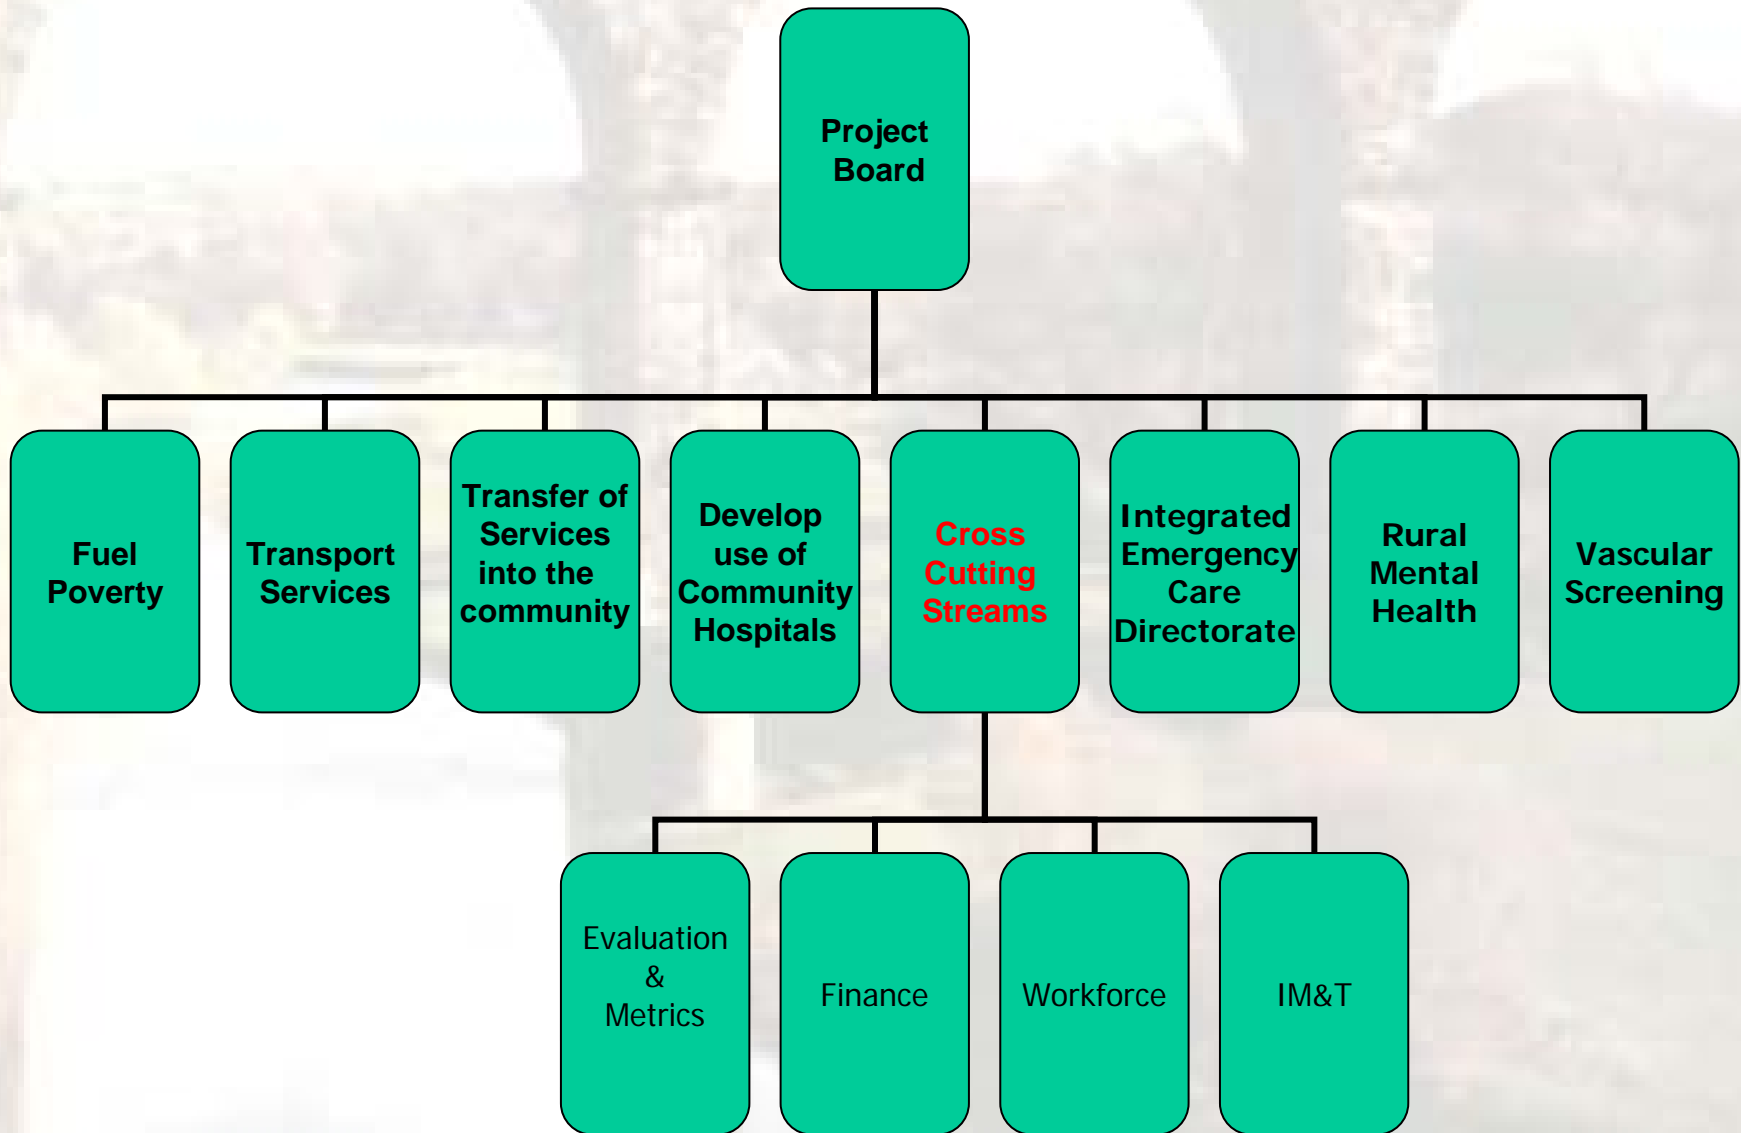 Project
Board
Fuel
Poverty
Transport
Services
Transfer of
Services
into the
community
Develop
use of
Community
Hospitals
Cross
Cutting
Streams
Integrated
Emergency
Care
Directorate
Rural
Mental
Health
Vascular
Screening
Evaluation
&
Metrics
Finance
Workforce
IM&T